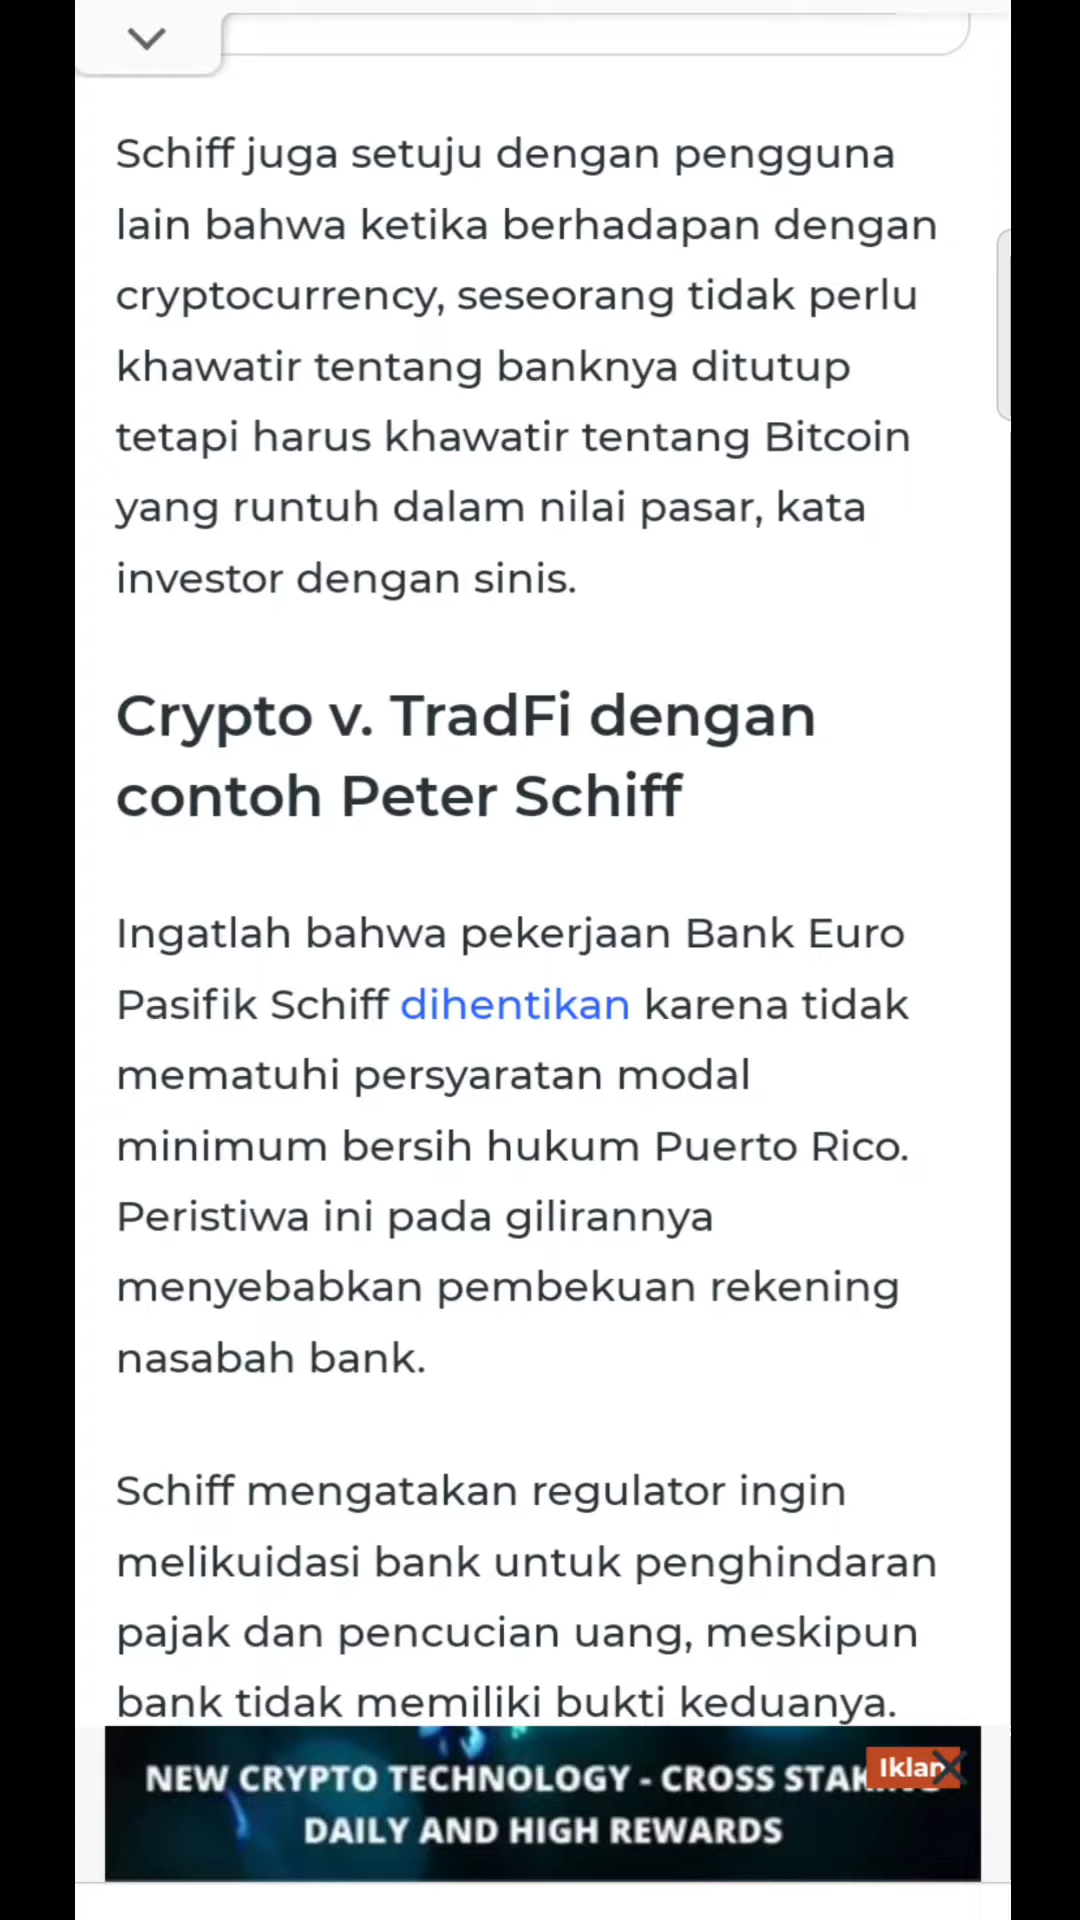 Schiff juga setuju dengan pengguna
lain bahwa ketika berhadapan dengan
cryptocurrency, seseorang tidak perlu
khawatir tentang banknya ditutup
tetapi harus khawatir tentang Bitcoin
yang runtuh dalam nilai pasar, kata
investor dengan sinis.
Crypto v. TradFi dengan
contoh Peter Schiff
Ingatlah bahwa pekerjaan Bank Euro
Pasifik Schiff dihentikan karena tidak
mematuhi persyaratan modal
minimum bersih hukum Puerto Rico.
Peristiwa ini pada gilirannya
menyebabkan pembekuan rekening
nasabah bank.
Schiff mengatakan regulator ingin
melikuidasi bank untuk penghindaran
pajak dan pencucian uang, meskipun
bank tidak memiliki bukti keduanya.
NEW CRYPTO TECHNOLOGY - CROSS
Iklan
DAILY AND HIGH REWARDS